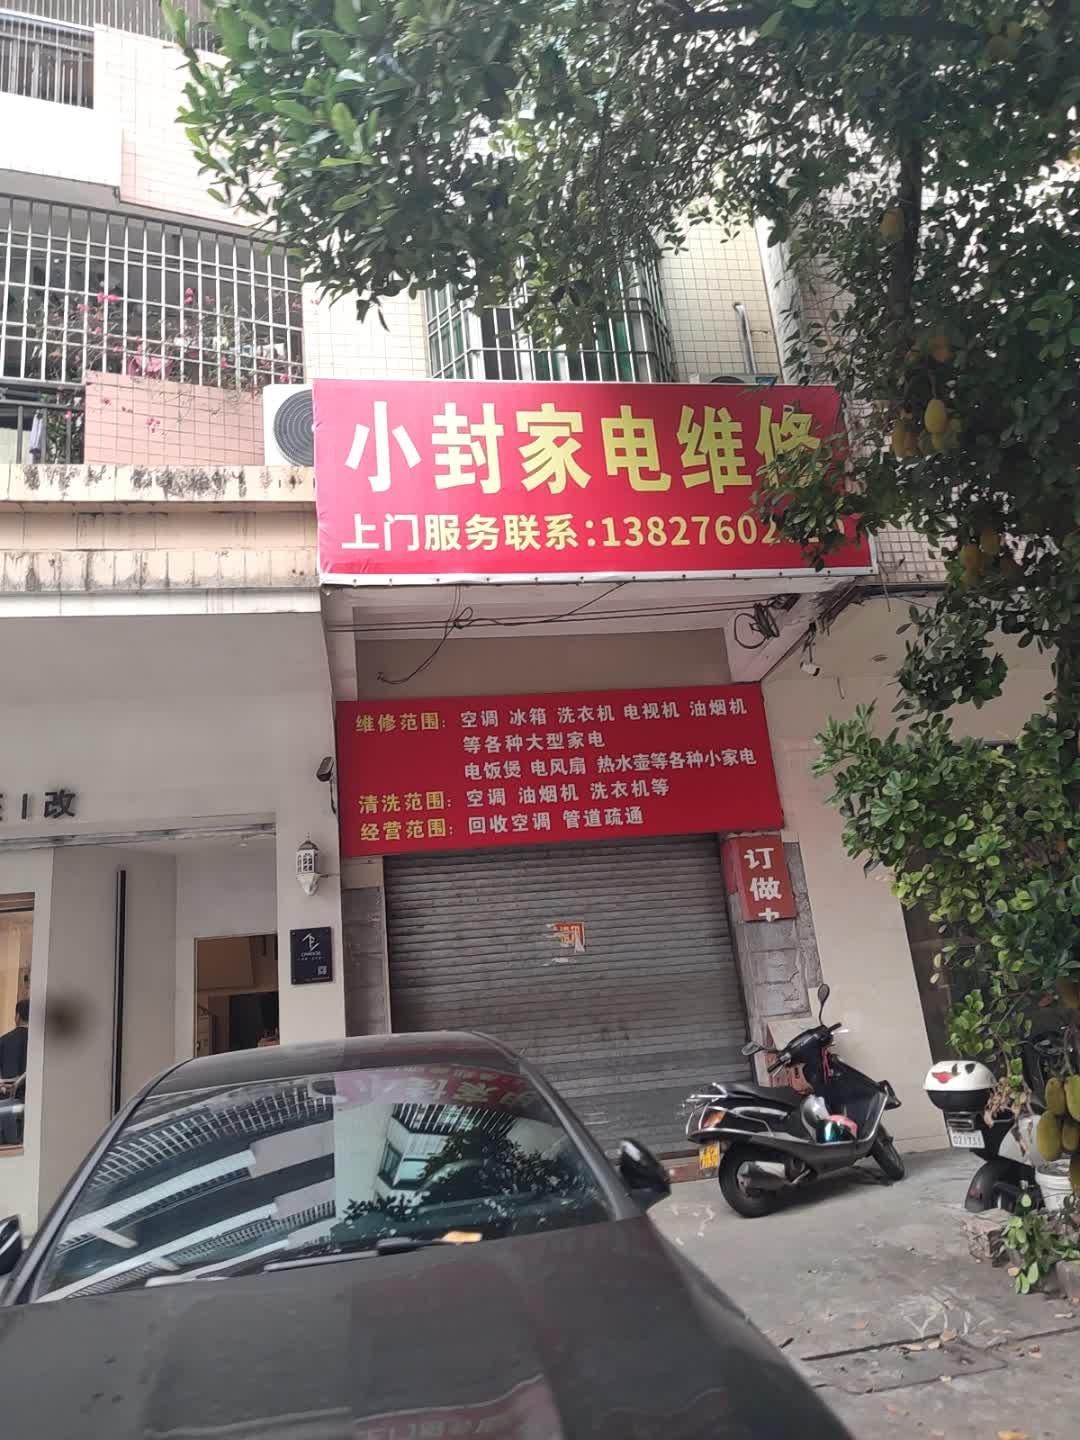 小封家电维修
上门服务联系:13827602
维修范围: 空调 冰箱 洗衣机 电视机 油烟机
等各种大型家电
电饭煲 电风扇 热水壶等各种小家电
清洗范围: 空调 油烟机 洗衣机等
经营范围: 回收空调 管道疏通
改
订做